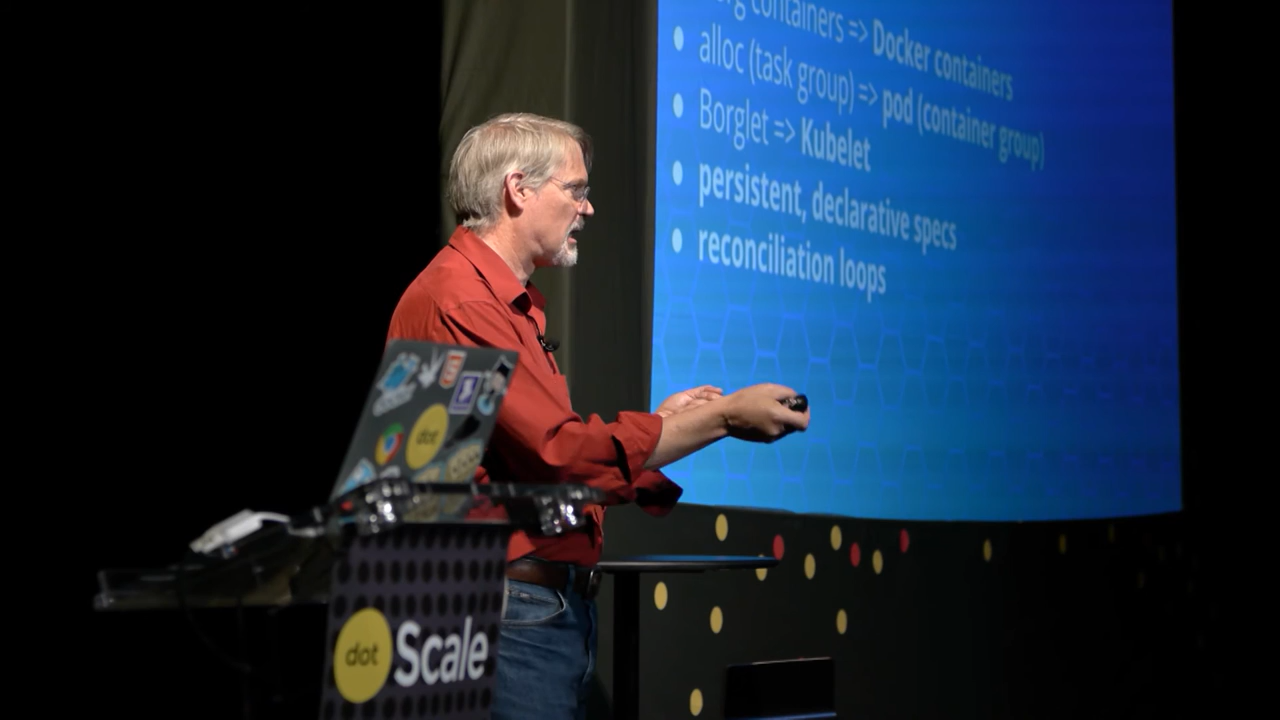 containers => Docker containers
alloc (task group) => pod (container group)
Borglet => Kubelet
persistent, declarative specs
reconciliation loops
dot
dot Scale